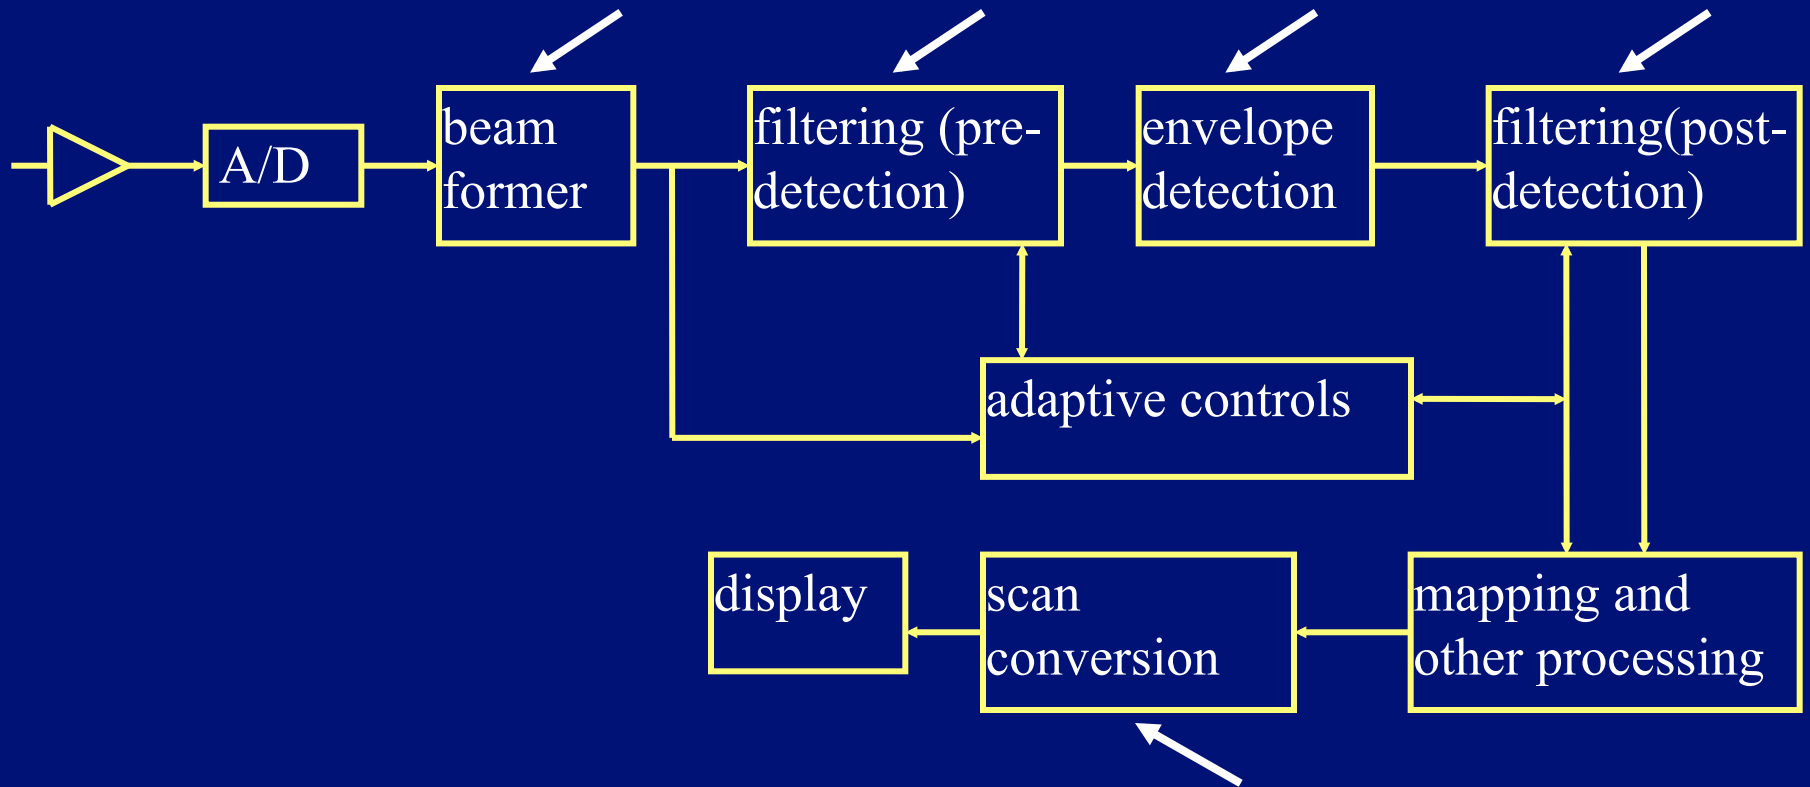 A/D
beam
former
filtering (pre-
detection)
envelope
detection
filtering(post-
detection)
adaptive controls
display
scan
conversion
mapping and
other processing